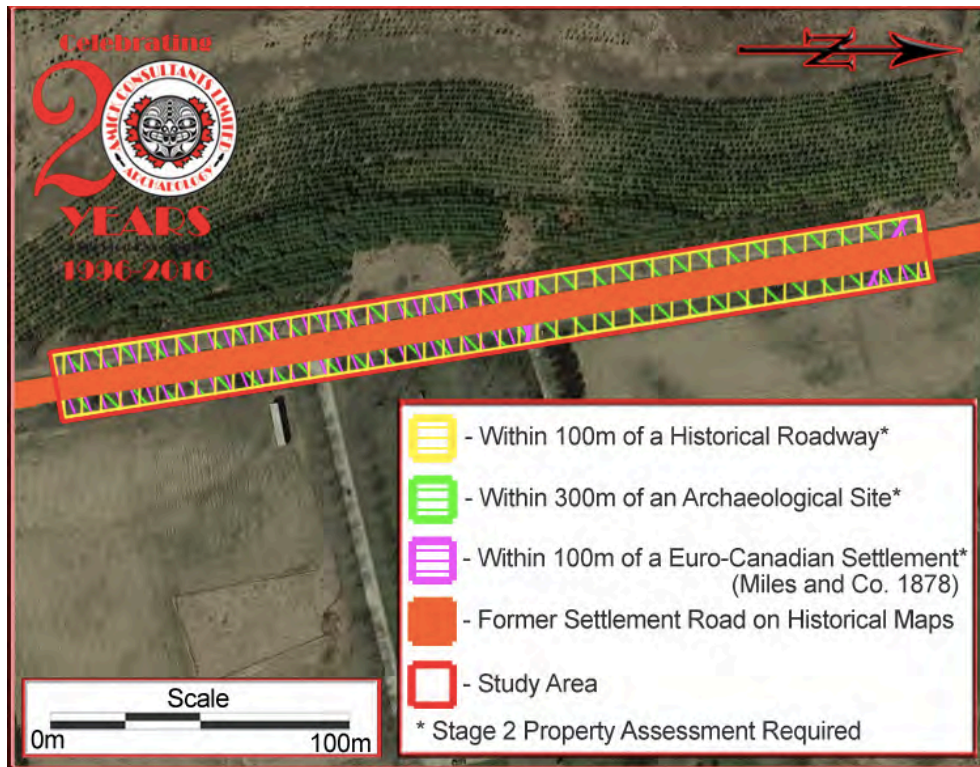 Celebrating
20
AMICK CONSULTANTS LIMITED
ARCHAEOLOGY
YEARS
1996-2016
N
- Within 100m of a Historical Roadway*
- Within 300m of an Archaeological Site*
- Within 100m of a Euro-Canadian Settlement*
(Miles and Co. 1878)
- Former Settlement Road on Historical Maps
- Study Area
* Stage 2 Property Assessment Required
Scale
0m 100m